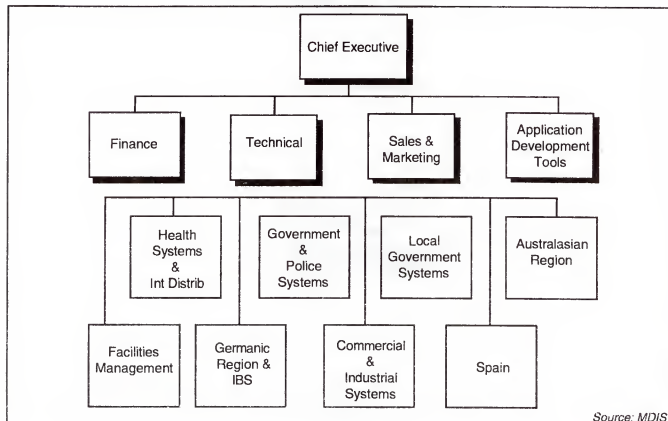 Chief Executive
Finance
Technical
Sales &
Marketing
Application
Development
Tools
Health
Systems
&
Int Distrib
Government
&
Police
Systems
Local
Government
Systems
Australasian
Region
Facilities
Management
Germanic
Region &
IBS
Commercial
&
Industrial
Systems
Spain
Source: MDIS